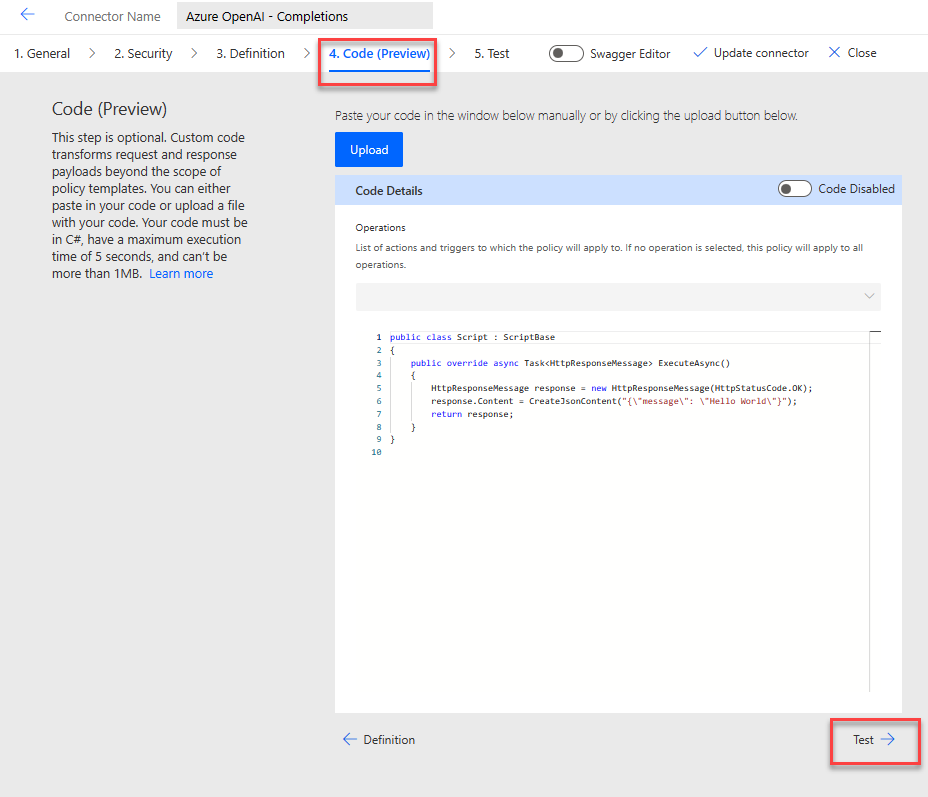 Connector Name Azure OpenAI - Completions
1. General 2. Security 3. Definition 4. Code (Preview) 5. Test Swagger Editor Update connector Close
Code (Preview)
This step is optional. Custom code
transforms request and response
payloads beyond the scope of
policy templates. You can either
paste in your code or upload a file
with your code. Your code must be
in C#, have a maximum execution
time of 5 seconds, and can't be
more than 1MB. Learn more
Paste your code in the window below manually or by clicking the upload button below.
Upload
Code Details Code Disabled
Operations
List of actions and triggers to which the policy will apply to. If no operation is selected, this policy will apply to all
operations.
1 public class Script : ScriptBase
2 {
3     public override async Task<HttpResponseMessage> ExecuteAsync()
4     {
5         HttpResponseMessage response = new HttpResponseMessage(HttpStatusCode.OK);
6         response.Content = CreateJsonContent("{\"message\": \"Hello World\"}");
7         return response;
8     }
9 }
10
Definition Test